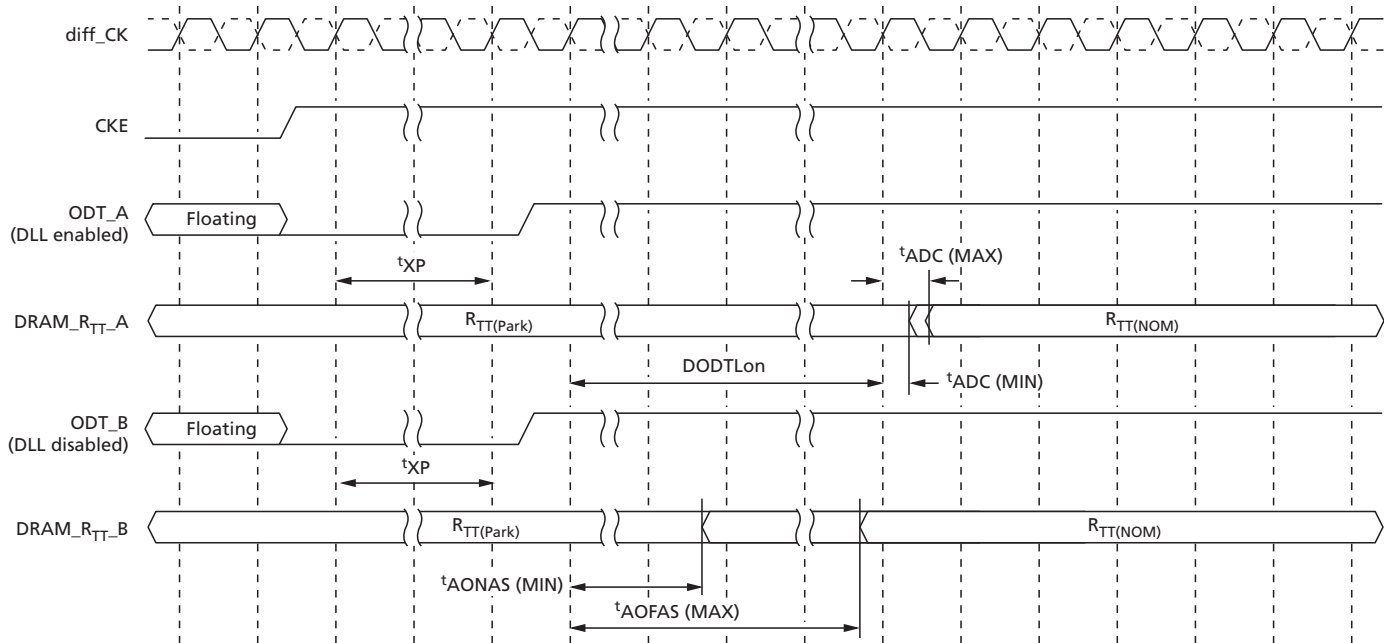 diff_CK
CKE
ODT_A
(DLL enabled)
Floating
tXP
tADC (MAX)
DRAM_RTT_A
RTT(Park)
RTT(NOM)
DODTLon
tADC (MIN)
ODT_B
(DLL disabled)
Floating
tXP
DRAM_RTT_B
RTT(Park)
RTT(NOM)
tAONAS (MIN)
tAOFAS (MAX)